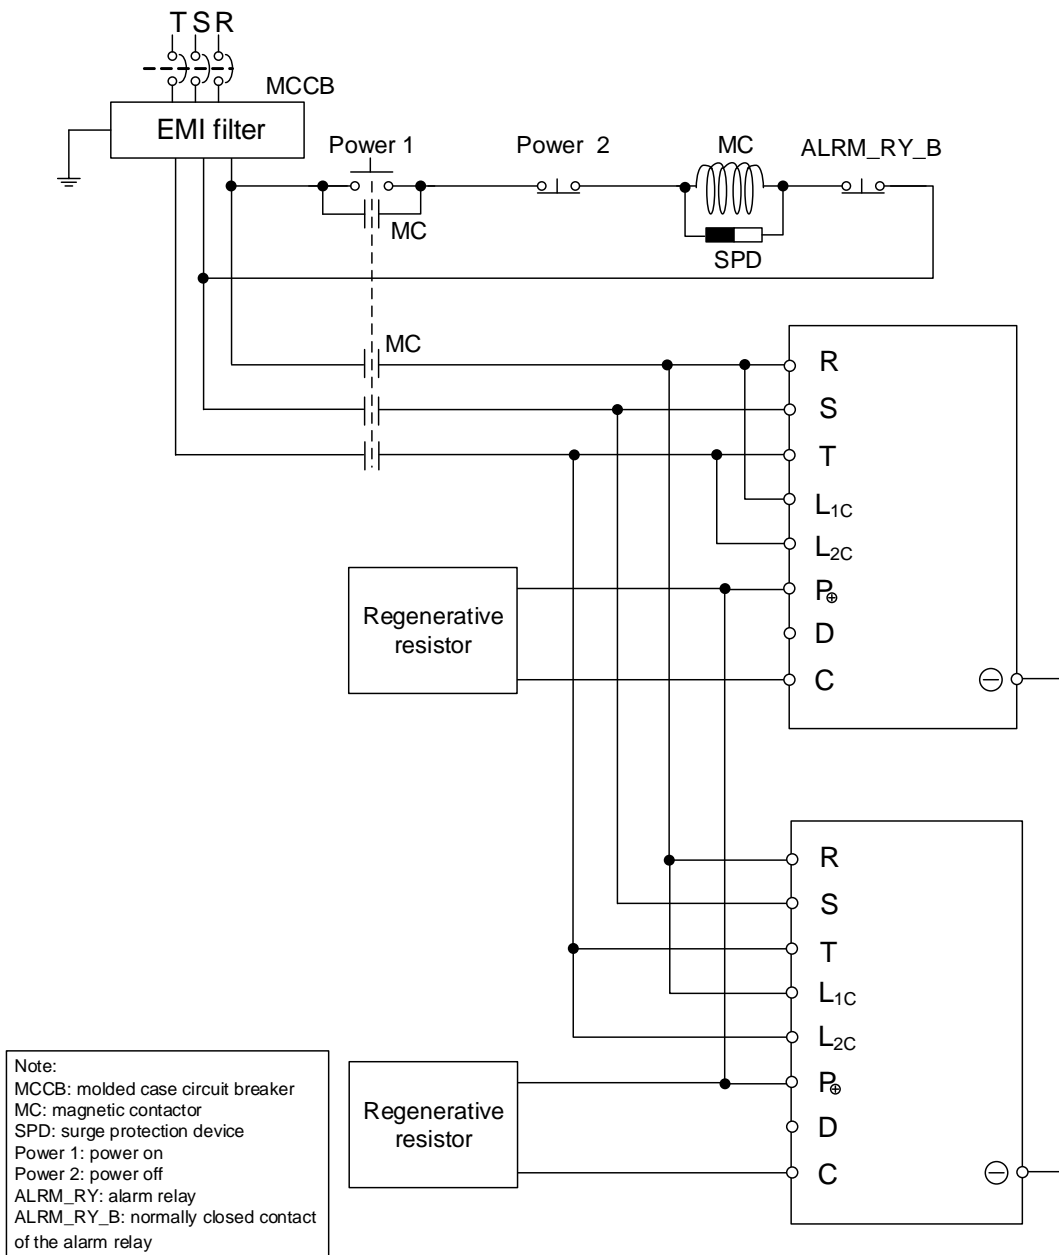 T S R
MCCB
EMI filter
Power 1
Power 2
MC
ALRM_RY_B
MC
SPD
MC
R
S
T
L1C
L2C
P⊕
D
C
⊖
Regenerative
resistor
R
S
T
L1C
L2C
P⊕
D
C
⊖
Regenerative
resistor
Note:
MCCB: molded case circuit breaker
MC: magnetic contactor
SPD: surge protection device
Power 1: power on
Power 2: power off
ALRM_RY: alarm relay
ALRM_RY_B: normally closed contact
of the alarm relay